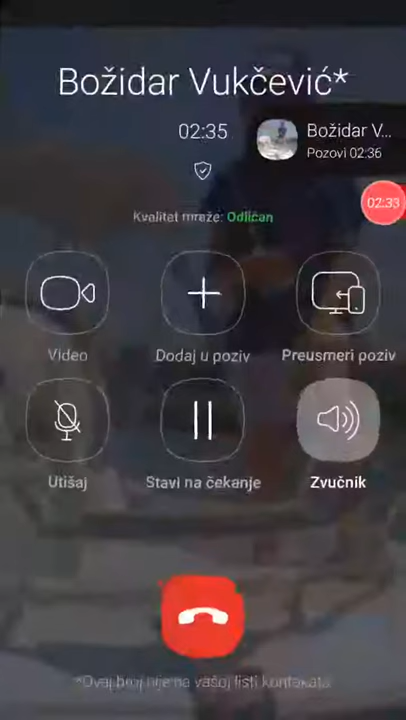 Božidar Vukčević*
02:35
Božidar V...
Pozovi 02:36
02:33
Kvalitet mreže: Odličan
Video
Dodaj u poziv
Preusmeri poziv
Utišaj
Stavi na čekanje
Zvučnik
*Ovaj broj nije na vašoj listi kontakata